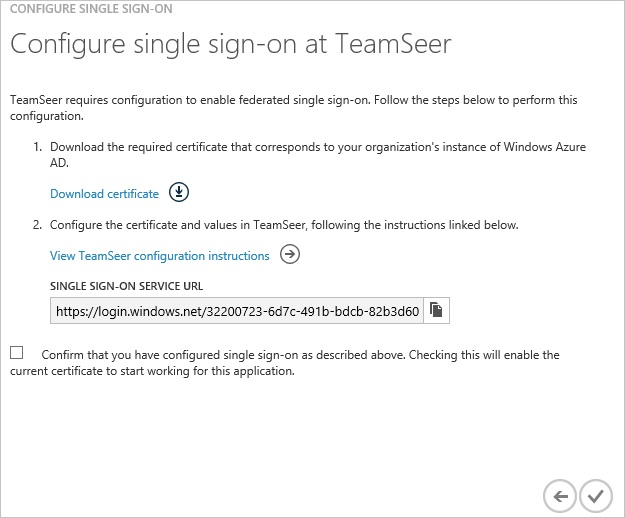 CONFIGURE SINGLE SIGN-ON
Configure single sign-on at TeamSeer
TeamSeer requires configuration to enable federated single sign-on. Follow the steps below to perform this
configuration.
1. Download the required certificate that corresponds to your organization's instance of Windows Azure
AD.
Download certificate
2. Configure the certificate and values in TeamSeer, following the instructions linked below.
View TeamSeer configuration instructions
SINGLE SIGN-ON SERVICE URL
https://login.windows.net/32200723-6d7c-491b-bdcb-82b3d60
Confirm that you have configured single sign-on as described above. Checking this will enable the
current certificate to start working for this application.